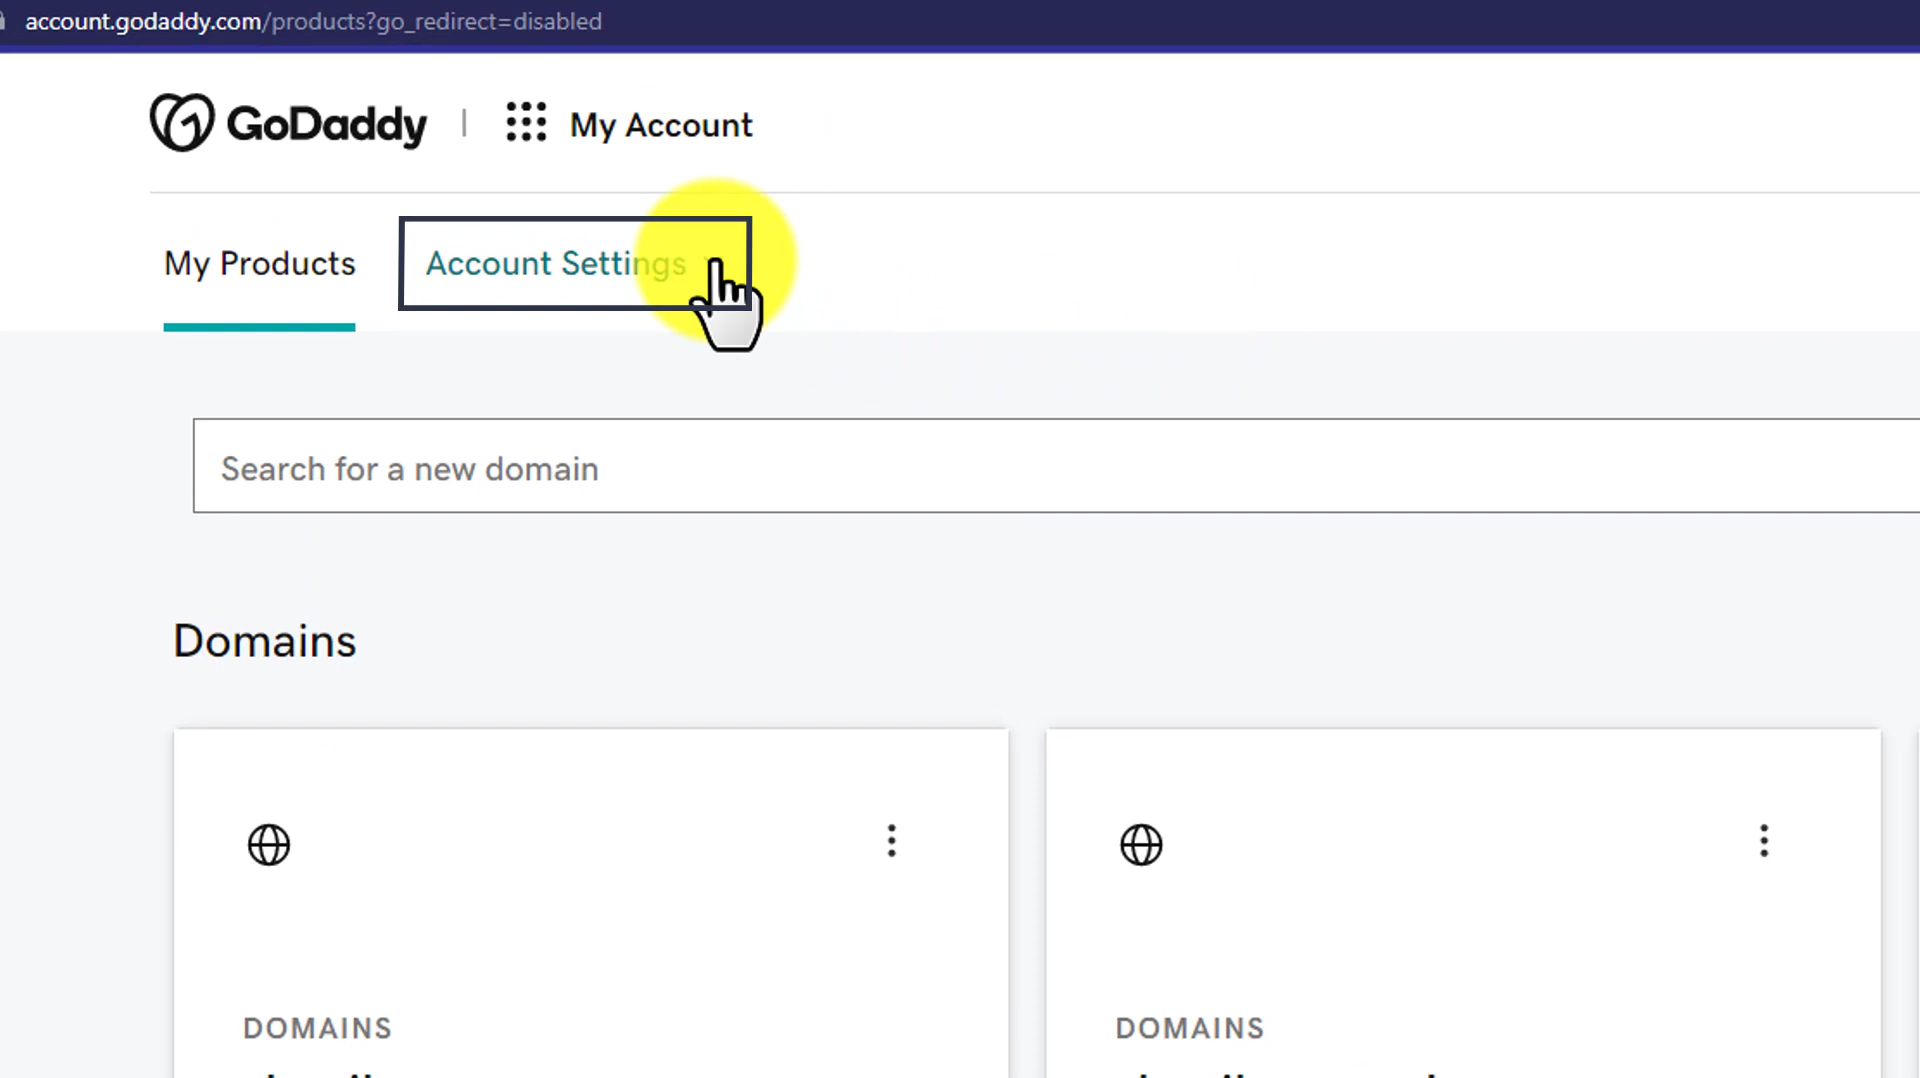 account.godaddy.com/products?go_redirect=disabled
GoDaddy | My Account
My Products Account Settings
Search for a new domain
Domains
DOMAINS DOMAINS